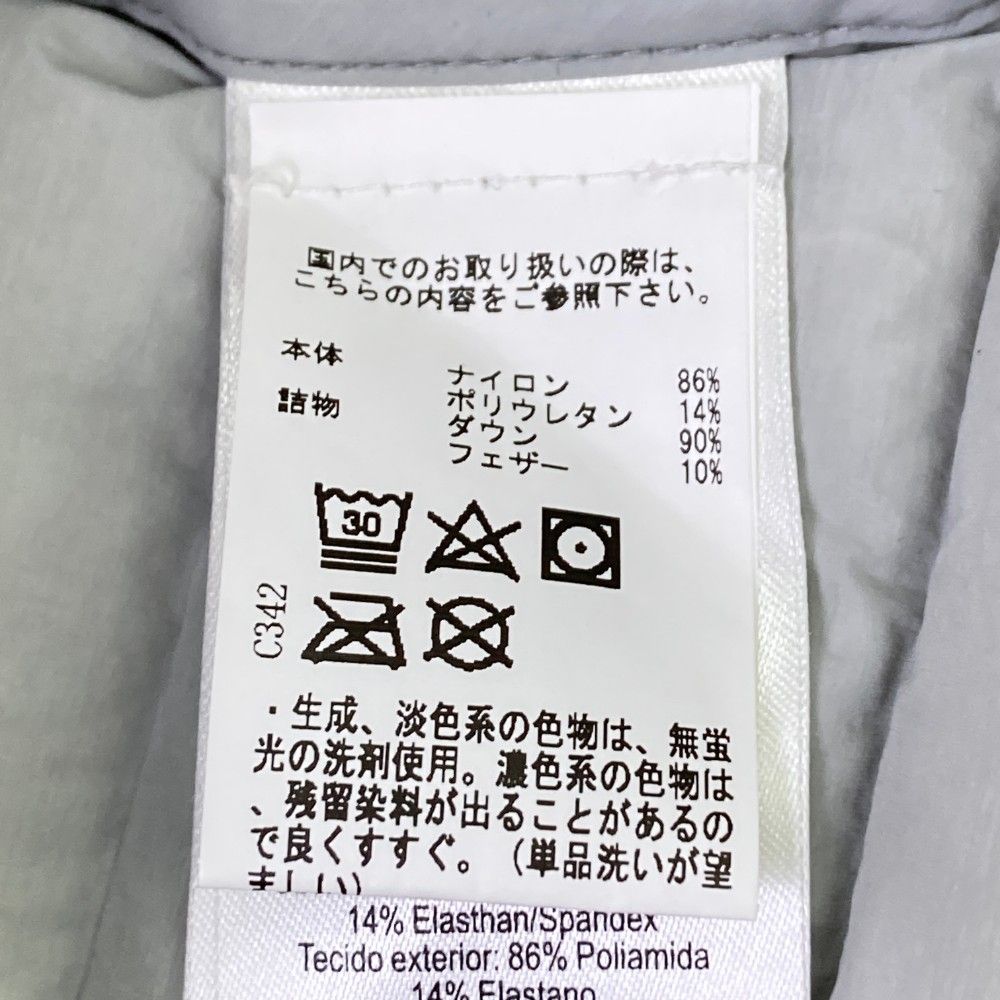 国内でのお取り扱いの際は、
こちらの内容をご参照下さい。
本体 ナイロン 86%
ポリウレタン 14%
詰物 ダウン 90%
フェザー 10%
30
C342
・生成、淡色系の色物は、無蛍
光の洗剤使用。濃色系の色物は
、残留染料が出ることがあるの
で良くすすぐ。（単品洗いが望
ましい）
14% Elasthan/Spandex
Tecido exterior: 86% Poliamida
14% Elastano